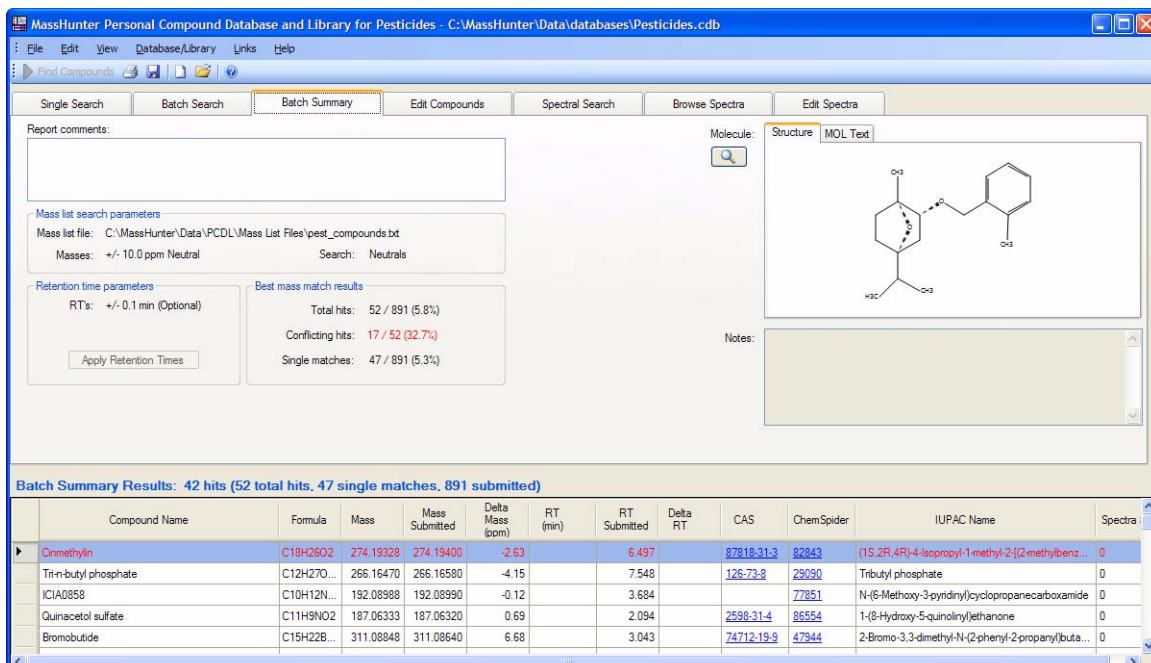 MassHunter Personal Compound Database and Library for Pesticides - C:\MassHunter\Data\databases\Pesticides.cdb
File Edit View Database/Library Links Help
Find Compounds
Single Search Batch Search Batch Summary Edit Compounds Spectral Search Browse Spectra Edit Spectra
Report comments:
Molecule:
Structure MOL Text
CH3
O
O
CH3
CH3
H3C
Mass list search parameters
Mass list file: C:\MassHunter\Data\PCDL\Mass List Files\pest_compounds.txt
Masses: +/- 10.0 ppm Neutral Search: Neutrals
Retention time parameters
RT's: +/- 0.1 min (Optional)
Apply Retention Times
Best mass match results
Total hits: 52 / 891 (5.8%)
Conflicting hits: 17 / 52 (32.7%)
Single matches: 47 / 891 (5.3%)
Notes:
Batch Summary Results: 42 hits (52 total hits, 47 single matches, 891 submitted)
Compound Name Formula Mass Mass Submitted Delta Mass (ppm) RT (min) RT Submitted Delta RT CAS ChemSpider IUPAC Name Spectra
Cinmethylin C18H26O2 274.19328 274.19400 -2.63 6.497 87818-31-3 82843 (1S,2R,4R)-4-Isopropyl-1-methyl-2-[(2-methylbenz... 0
Tri-n-butyl phosphate C12H27O... 266.16470 266.16580 -4.15 7.548 126-73-8 29090 Tributyl phosphate 0
ICIA0858 C10H12N... 192.08988 192.08990 -0.12 3.684 77851 N-(6-Methoxy-3-pyridinyl)cyclopropanecarboxamide 0
Quinacetol sulfate C11H9NO2 187.06333 187.06320 0.69 2.094 2598-31-4 86554 1-(8-Hydroxy-5-quinolinyl)ethanone 0
Bromobutide C15H22B... 311.08848 311.08640 6.68 3.043 74712-19-9 47944 2-Bromo-3,3-dimethyl-N-(2-phenyl-2-propanyl)buta... 0